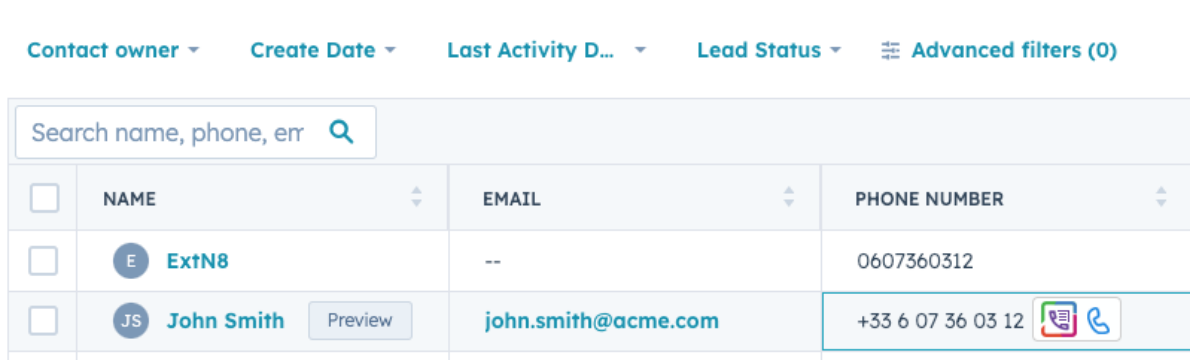 Contact owner Create Date Last Activity D... Lead Status Advanced filters (0)
Search name, phone, em
NAME EMAIL PHONE NUMBER
E ExtN8 -- 0607360312
JS John Smith Preview john.smith@acme.com +33 6 07 36 03 12